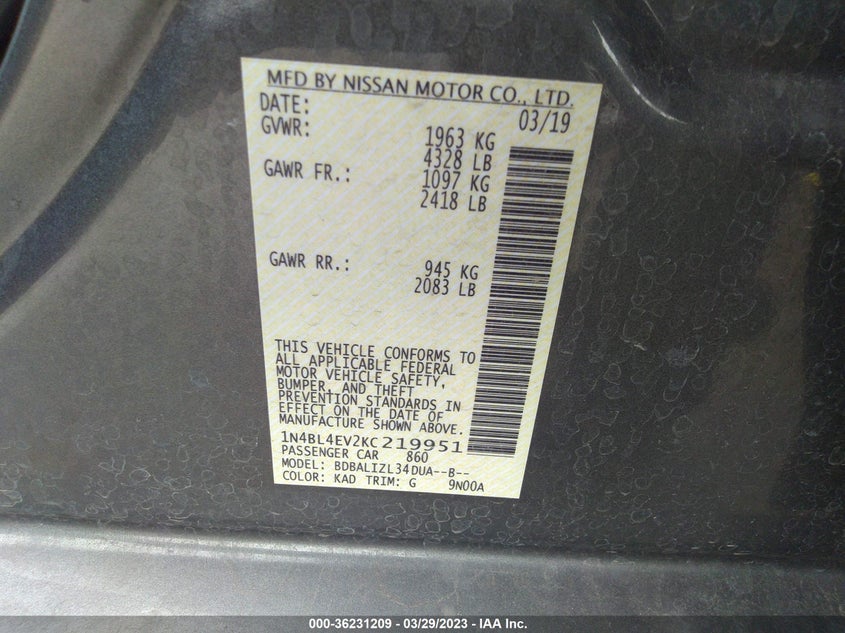 MFD BY NISSAN MOTOR CO., LTD.
DATE: 03/19
GVWR: 1963 KG
4328 LB
GAWR FR.: 1097 KG
2418 LB
GAWR RR.: 945 KG
2083 LB
THIS VEHICLE CONFORMS TO
ALL APPLICABLE FEDERAL
MOTOR VEHICLE SAFETY,
BUMPER, AND THEFT
PREVENTION STANDARDS IN
EFFECT ON THE DATE OF
MANUFACTURE SHOWN ABOVE.
1N4BL4EV2KC219951
PASSENGER CAR 860
MODEL: BDBALIZL34DUA--B--
COLOR: KAD TRIM: G 9N00A
000-36231209 - 03/29/2023 - IAA Inc.